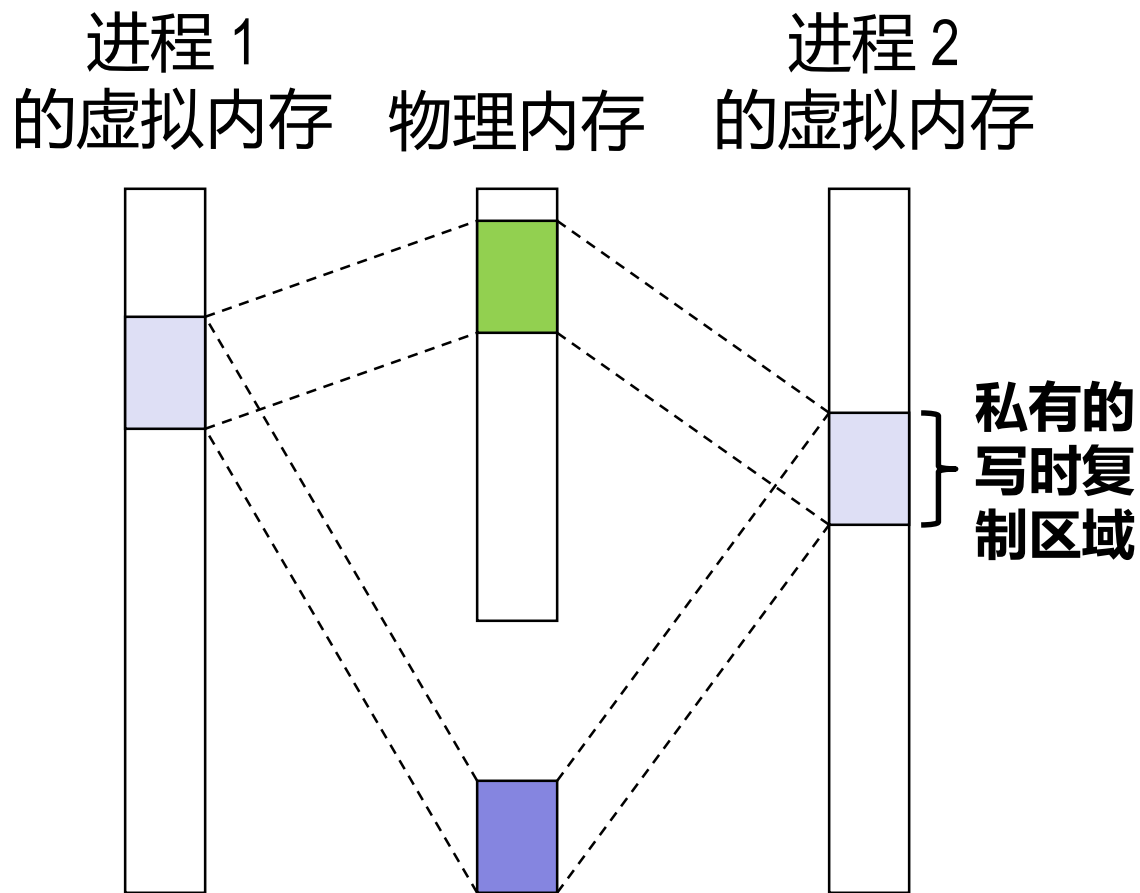 进程 1
的虚拟内存
物理内存
进程 2
的虚拟内存
私有的
写时复
制区域